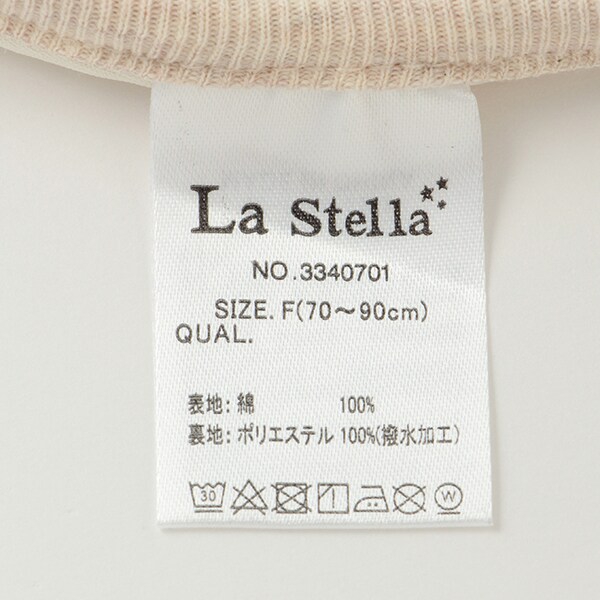 La Stella
NO.3340701
SIZE. F(70～90cm)
QUAL.
表地: 綿 100%
裏地: ポリエステル 100%(撥水加工)
30
W